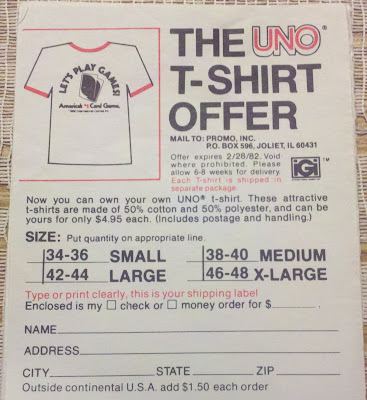 LET'S PLAY GAMES!
America's #1 Card Game.
THE UNO®
T-SHIRT
OFFER
MAIL TO: PROMO, INC.
P.O. BOX 596, JOLIET, IL 60431
Offer expires 2/28/82. Void
where prohibited. Please
allow 6-8 weeks for delivery.
Each T-shirt is shipped in
separate package.
iGi ™
Now you can own your own UNO® t-shirt. These attractive
t-shirts are made of 50% cotton and 50% polyester, and can be
yours for only $4.95 each. (Includes postage and handling.)
SIZE: Put quantity on appropriate line.
34-36 SMALL 38-40 MEDIUM
42-44 LARGE 46-48 X-LARGE
Type or print clearly, this is your shipping label
Enclosed is my □ check or □ money order for $______.
NAME
ADDRESS
CITY STATE ZIP
Outside continental U.S.A. add $1.50 each order